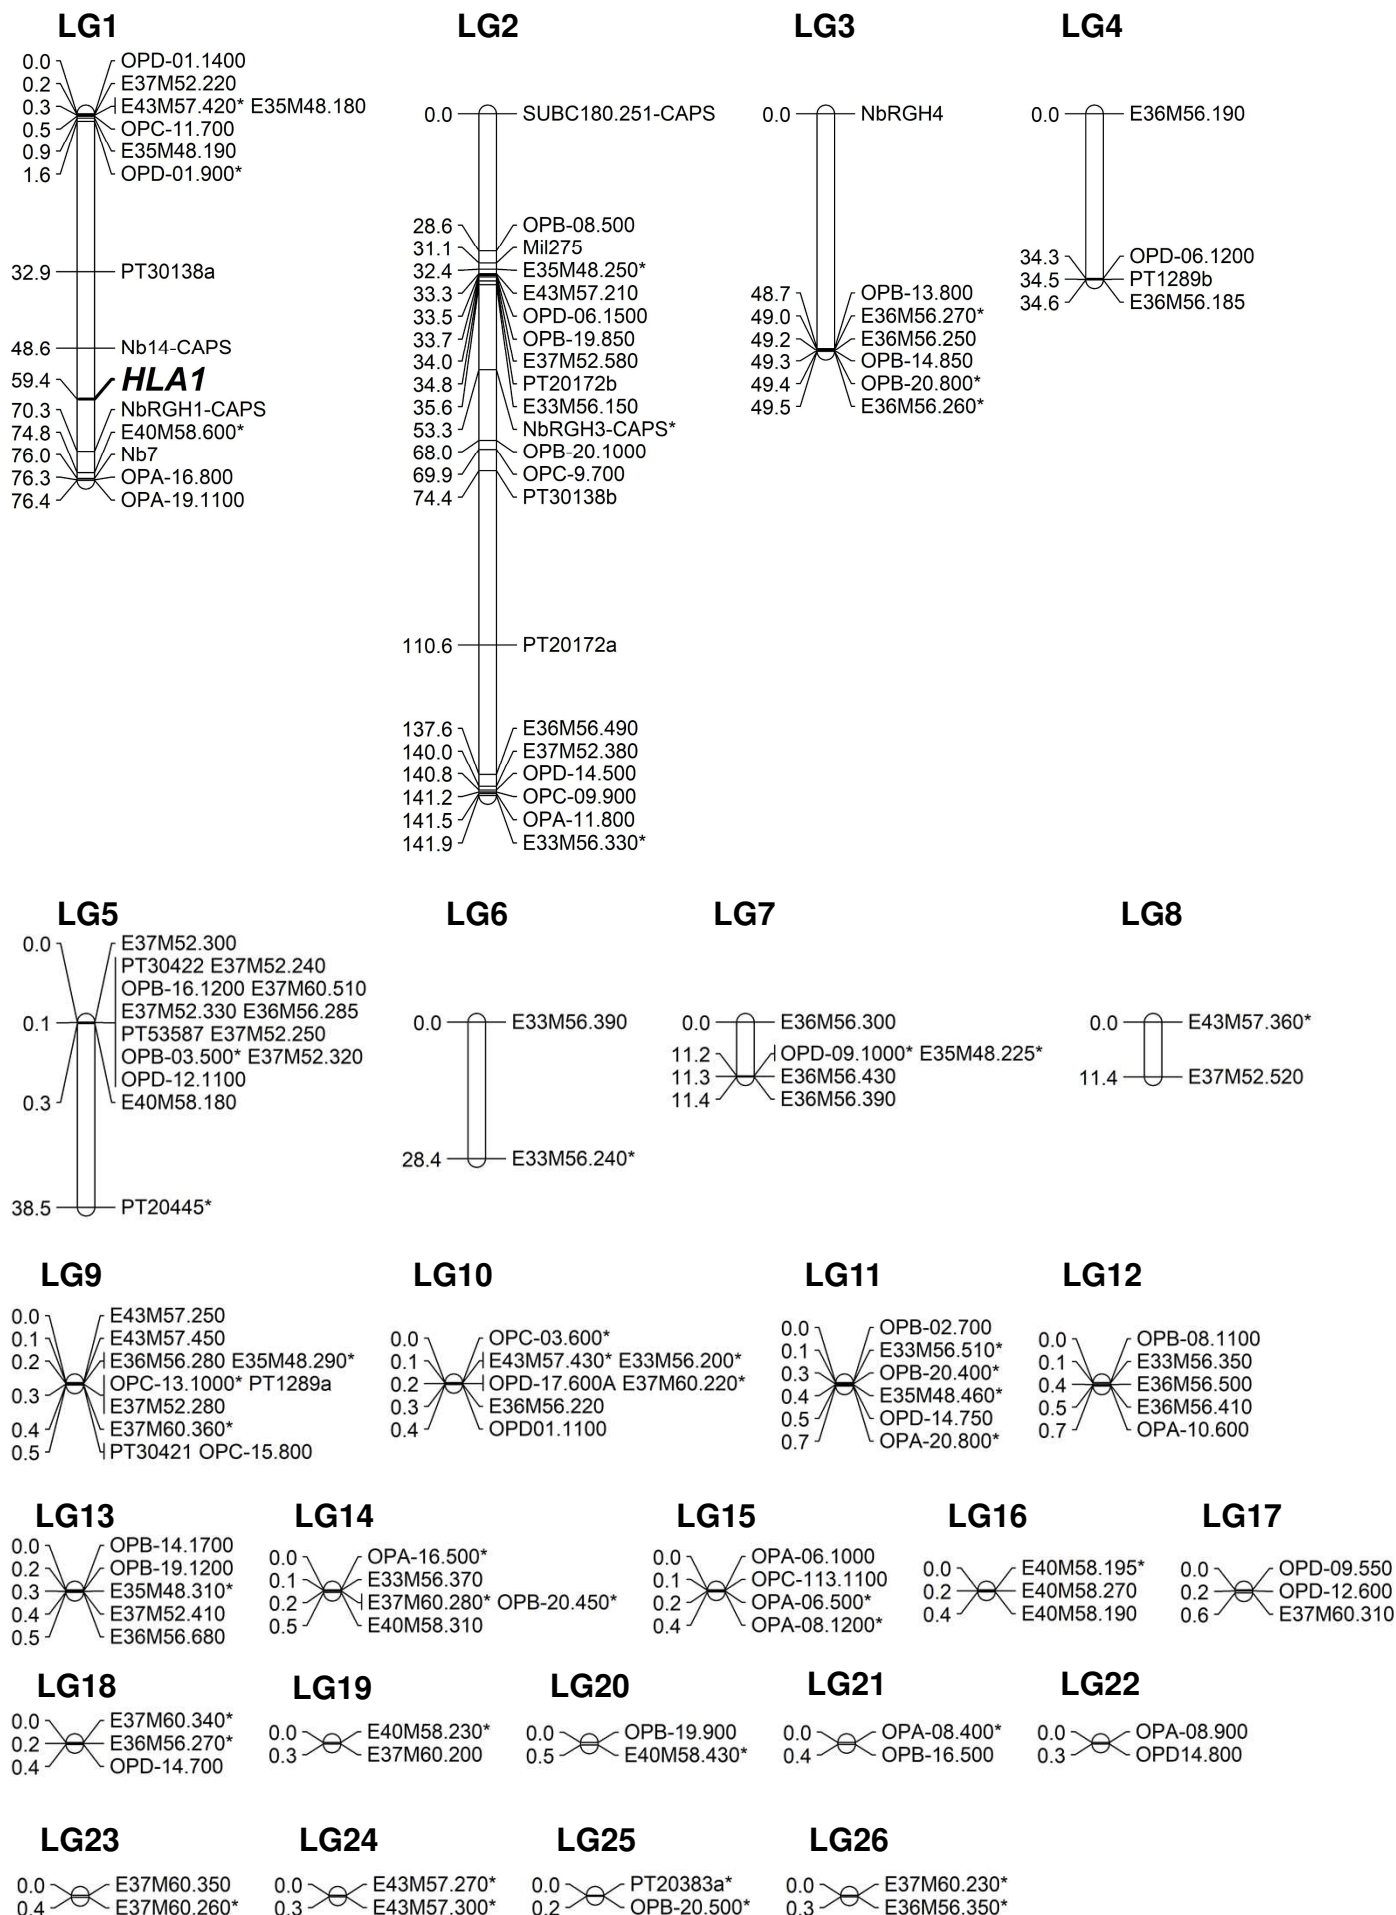 LG1
0.0 OPD-01.1400
0.2 E37M52.220
0.3 E43M57.420* E35M48.180
0.5 OPC-11.700
0.9 E35M48.190
1.6 OPD-01.900*
32.9 PT30138a
48.6 Nb14-CAPS
59.4 HLA1
70.3 NbRGH1-CAPS
74.8 E40M58.600*
76.0 Nb7
76.3 OPA-16.800
76.4 OPA-19.1100
LG2
0.0 SUBC180.251-CAPS
28.6 OPB-08.500
31.1 Mil275
32.4 E35M48.250*
33.3 E43M57.210
33.5 OPD-06.1500
33.7 OPB-19.850
34.0 E37M52.580
34.8 PT20172b
35.6 E33M56.150
53.3 NbRGH3-CAPS*
68.0 OPB-20.1000
69.9 OPC-9.700
74.4 PT30138b
110.6 PT20172a
137.6 E36M56.490
140.0 E37M52.380
140.8 OPD-14.500
141.2 OPC-09.900
141.5 OPA-11.800
141.9 E33M56.330*
LG3
0.0 NbRGH4
48.7 OPB-13.800
49.0 E36M56.270*
49.2 E36M56.250
49.3 OPB-14.850
49.4 OPB-20.800*
49.5 E36M56.260*
LG4
0.0 E36M56.190
34.3 OPD-06.1200
34.5 PT1289b
34.6 E36M56.185
LG5
0.0 E37M52.300
PT30422 E37M52.240
OPB-16.1200 E37M60.510
E37M52.330 E36M56.285
0.1 PT53587 E37M52.250
OPB-03.500* E37M52.320
OPD-12.1100
0.3 E40M58.180
38.5 PT20445*
LG6
0.0 E33M56.390
28.4 E33M56.240*
LG7
0.0 E36M56.300
11.2 OPD-09.1000* E35M48.225*
11.3 E36M56.430
11.4 E36M56.390
LG8
0.0 E43M57.360*
11.4 E37M52.520
LG9
0.0 E43M57.250
0.1 E43M57.450
0.2 E36M56.280 E35M48.290*
OPC-13.1000* PT1289a
0.3 E37M52.280
0.4 E37M60.360*
0.5 PT30421 OPC-15.800
LG10
0.0 OPC-03.600*
0.1 E43M57.430* E33M56.200*
0.2 OPD-17.600A E37M60.220*
0.3 E36M56.220
0.4 OPD01.1100
LG11
0.0 OPB-02.700
0.1 E33M56.510*
0.3 OPB-20.400*
0.4 E35M48.460*
0.5 OPD-14.750
0.7 OPA-20.800*
LG12
0.0 OPB-08.1100
0.1 E33M56.350
0.4 E36M56.500
0.5 E36M56.410
0.7 OPA-10.600
LG13
0.0 OPB-14.1700
0.2 OPB-19.1200
0.3 E35M48.310*
0.4 E37M52.410
0.5 E36M56.680
LG14
0.0 OPA-16.500*
0.1 E33M56.370
0.2 E37M60.280* OPB-20.450*
0.5 E40M58.310
LG15
0.0 OPA-06.1000
0.1 OPC-113.1100
0.2 OPA-06.500*
0.4 OPA-08.1200*
LG16
0.0 E40M58.195*
0.2 E40M58.270
0.4 E40M58.190
LG17
0.0 OPD-09.550
0.2 OPD-12.600
0.6 E37M60.310
LG18
0.0 E37M60.340*
0.2 E36M56.270*
0.4 OPD-14.700
LG19
0.0 E40M58.230*
0.3 E37M60.200
LG20
0.0 OPB-19.900
0.5 E40M58.430*
LG21
0.0 OPA-08.400*
0.4 OPB-16.500
LG22
0.0 OPA-08.900
0.3 OPD14.800
LG23
0.0 E37M60.350
0.4 E37M60.260*
LG24
0.0 E43M57.270*
0.3 E43M57.300*
LG25
0.0 PT20383a*
0.2 OPB-20.500*
LG26
0.0 E37M60.230*
0.3 E36M56.350*